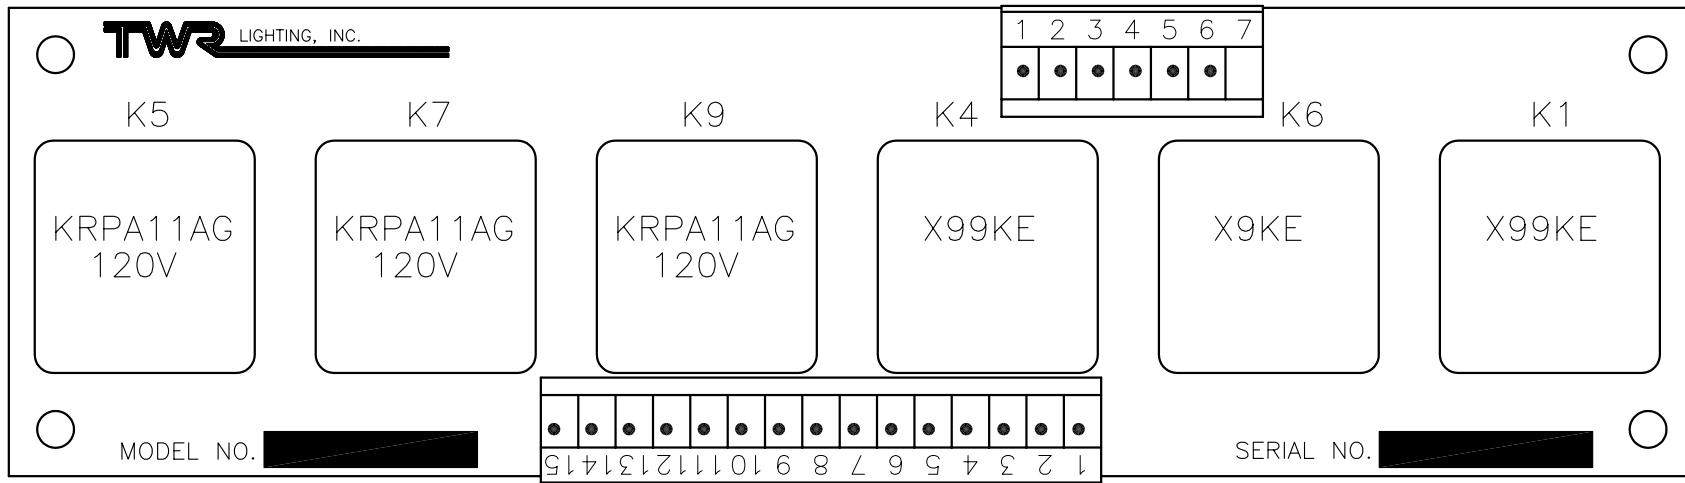 TWR LIGHTING, INC.
1 2 3 4 5 6 7
K5 K7 K9 K4 K6 K1
KRPA11AG KRPA11AG KRPA11AG X99KE X9KE X99KE
120V 120V 120V
MODEL NO. SERIAL NO.
15 14 13 12 11 10 9 8 7 6 5 4 3 2 1